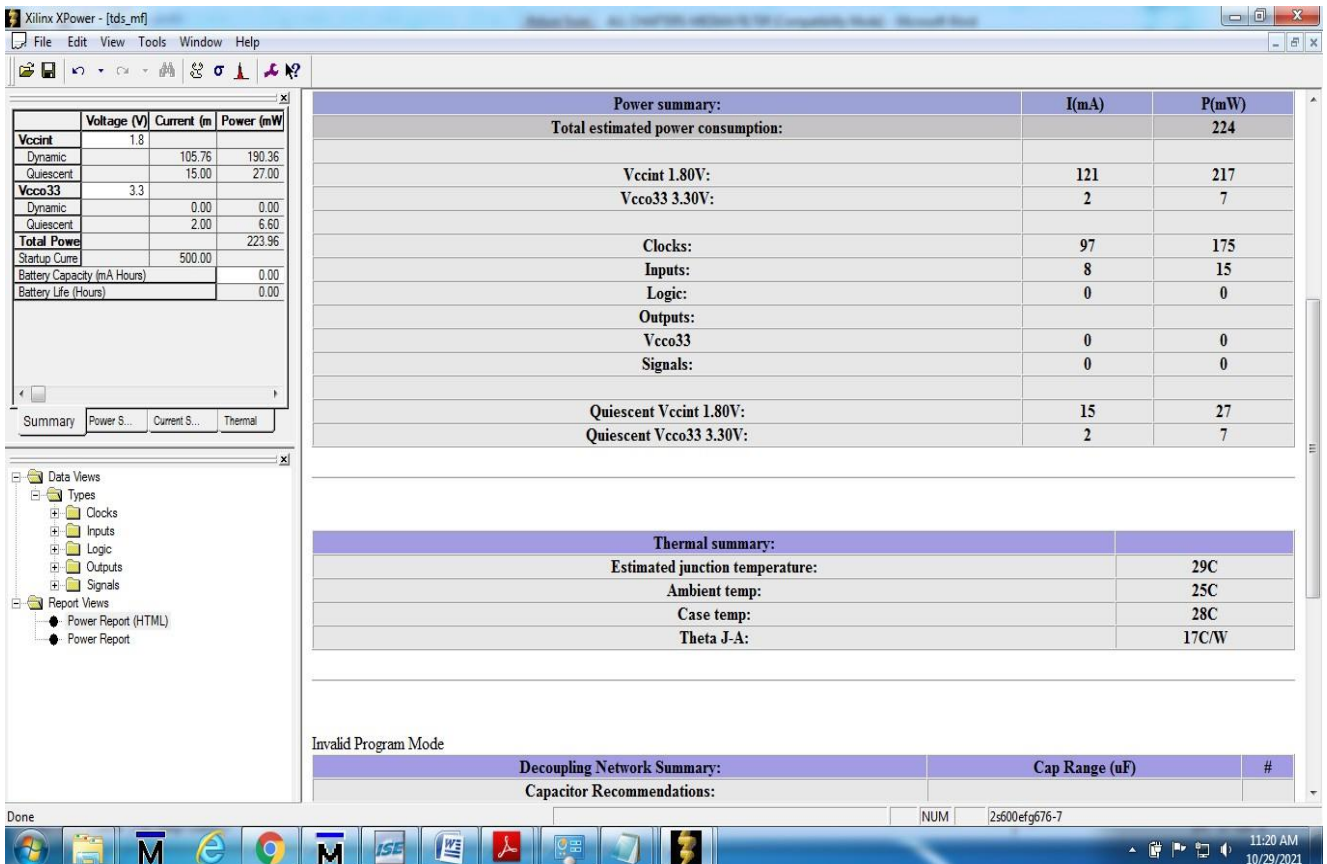 Xilinx XPower - [tds_mf]
File Edit View Tools Window Help
Voltage (V) Current (m Power (mW
Vccint 1.8
Dynamic 105.76 190.36
Quiescent 15.00 27.00
Vcco33 3.3
Dynamic 0.00 0.00
Quiescent 2.00 6.60
Total Powe 223.96
Startup Curre 500.00
Battery Capacity (mA Hours) 0.00
Battery Life (Hours) 0.00
Summary Power S... Current S... Thermal
Data Views
Types
Clocks
Inputs
Logic
Outputs
Signals
Report Views
Power Report (HTML)
Power Report
Power summary: I(mA) P(mW)
Total estimated power consumption: 224
Vccint 1.80V: 121 217
Vcco33 3.30V: 2 7
Clocks: 97 175
Inputs: 8 15
Logic: 0 0
Outputs:
Vcco33 0 0
Signals: 0 0
Quiescent Vccint 1.80V: 15 27
Quiescent Vcco33 3.30V: 2 7
Thermal summary:
Estimated junction temperature: 29C
Ambient temp: 25C
Case temp: 28C
Theta J-A: 17C/W
Invalid Program Mode
Decoupling Network Summary: Cap Range (uF) #
Capacitor Recommendations:
Done NUM 2s600efg676-7
ISE
11:20 AM
10/29/2021